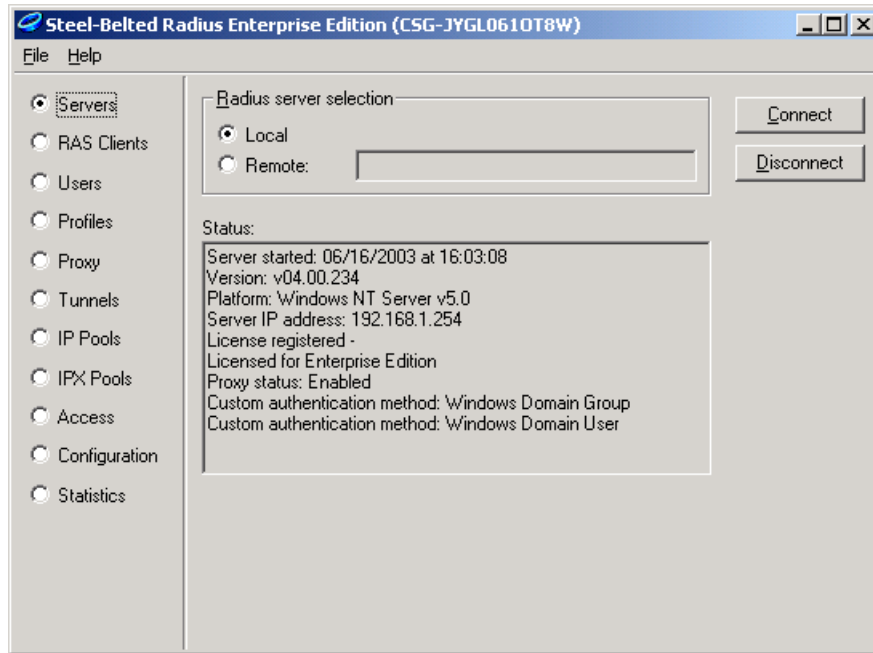 Steel-Belted Radius Enterprise Edition (CSG-JYGL061OT8W)
File Help
Servers
RAS Clients
Users
Profiles
Proxy
Tunnels
IP Pools
IPX Pools
Access
Configuration
Statistics
Radius server selection
Local
Remote:
Connect
Disconnect
Status:
Server started: 06/16/2003 at 16:03:08
Version: v04.00.234
Platform: Windows NT Server v5.0
Server IP address: 192.168.1.254
License registered -
Licensed for Enterprise Edition
Proxy status: Enabled
Custom authentication method: Windows Domain Group
Custom authentication method: Windows Domain User